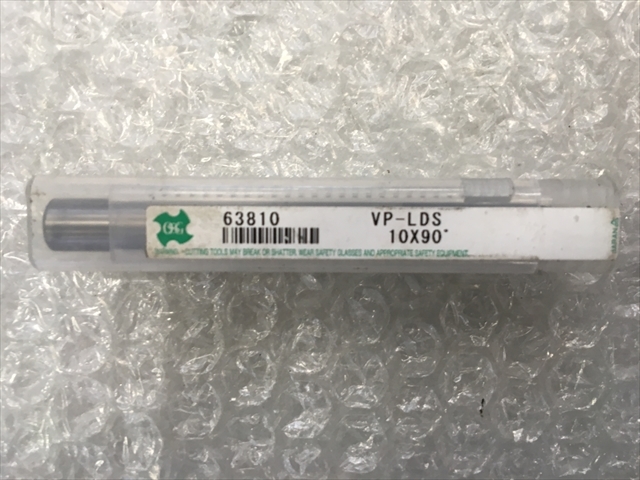 OSG
63810
VP-LDS
10X90°
WARNING: CUTTING TOOLS MAY BREAK OR SHATTER. WEAR SAFETY GLASSES AND APPROPRIATE SAFETY EQUIPMENT.